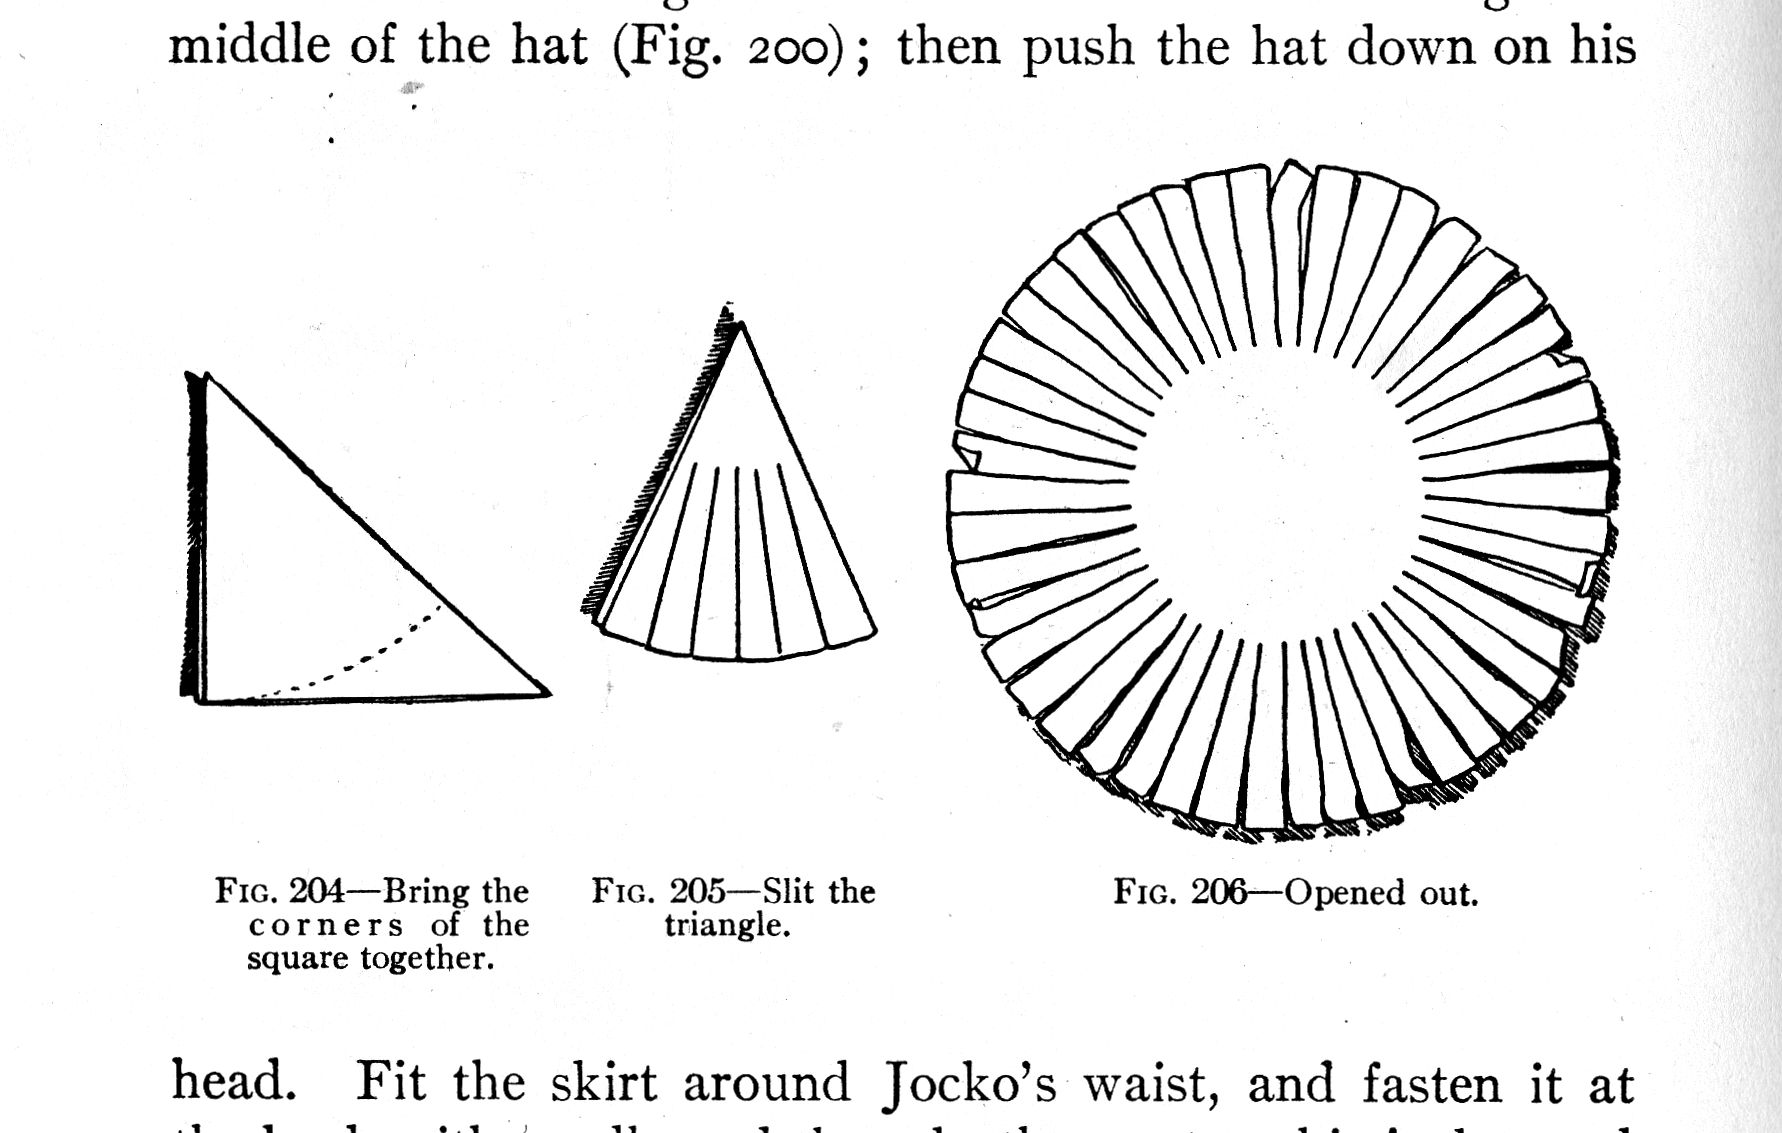 middle of the hat (Fig. 200); then push the hat down on his
FIG. 204—Bring the
corners of the
square together.
FIG. 205—Slit the
triangle.
FIG. 206—Opened out.
head. Fit the skirt around Jocko's waist, and fasten it at